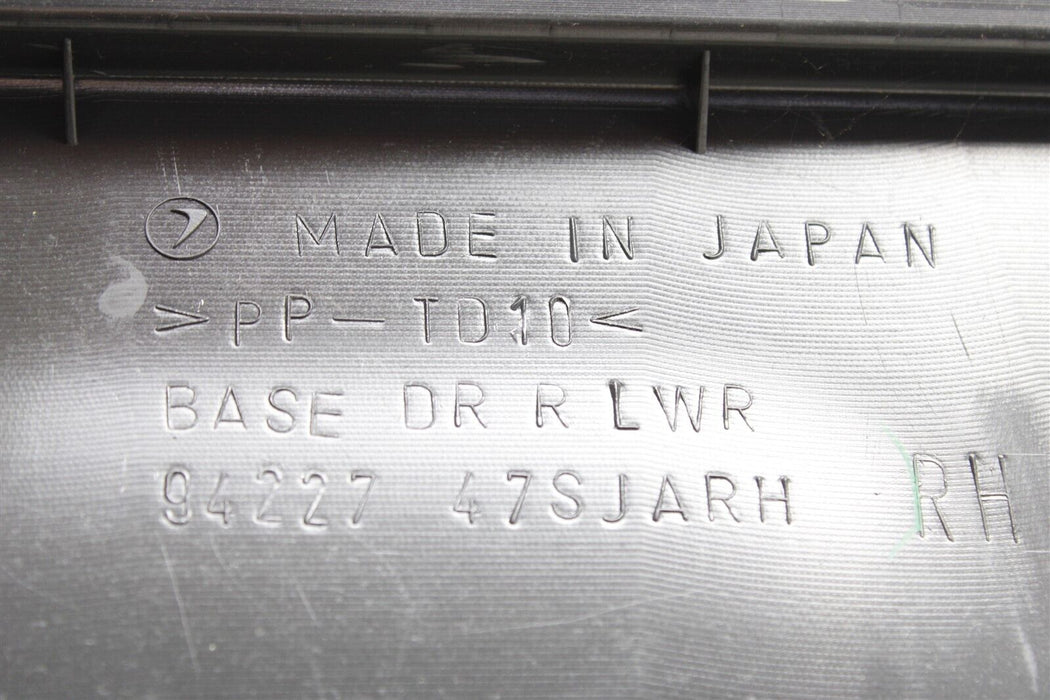 MADE IN JAPAN
>PP-TD10<
BASE DR R LWR
94227 47SJARH RH